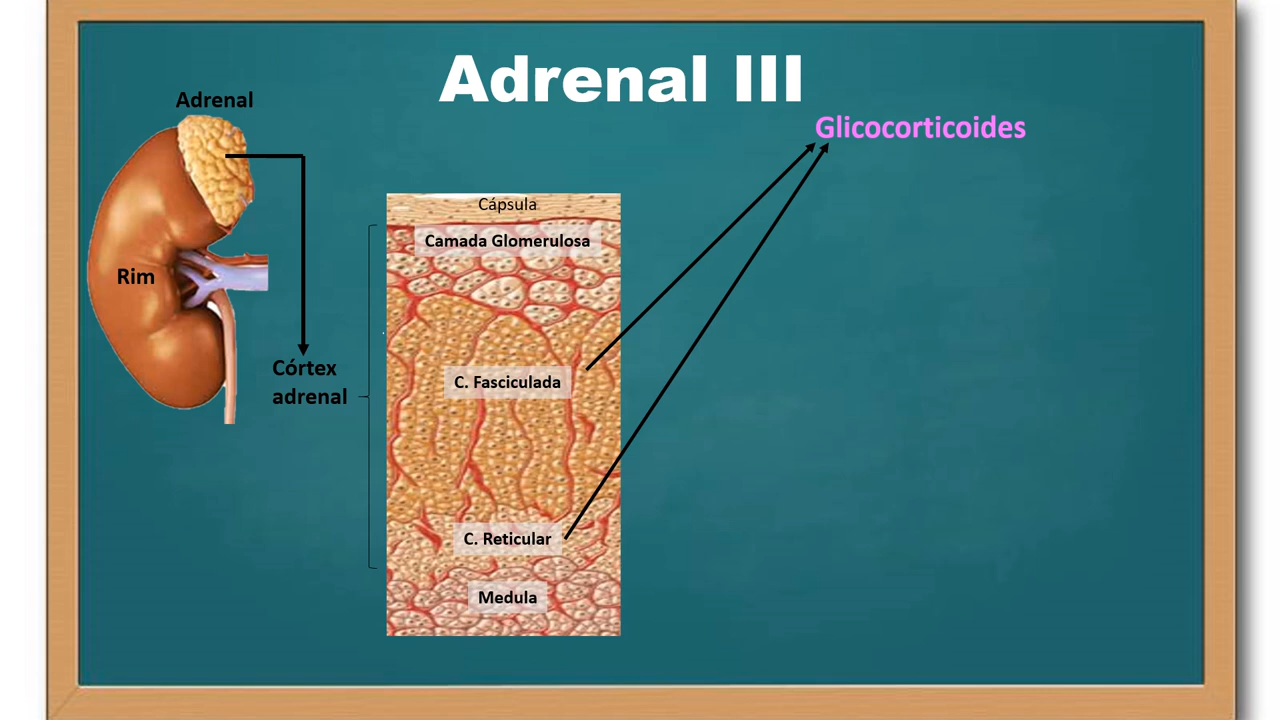 Adrenal III
Adrenal
Glicocorticoides
Cápsula
Camada Glomerulosa
Rim
Córtex
adrenal
C. Fasciculada
C. Reticular
Medula